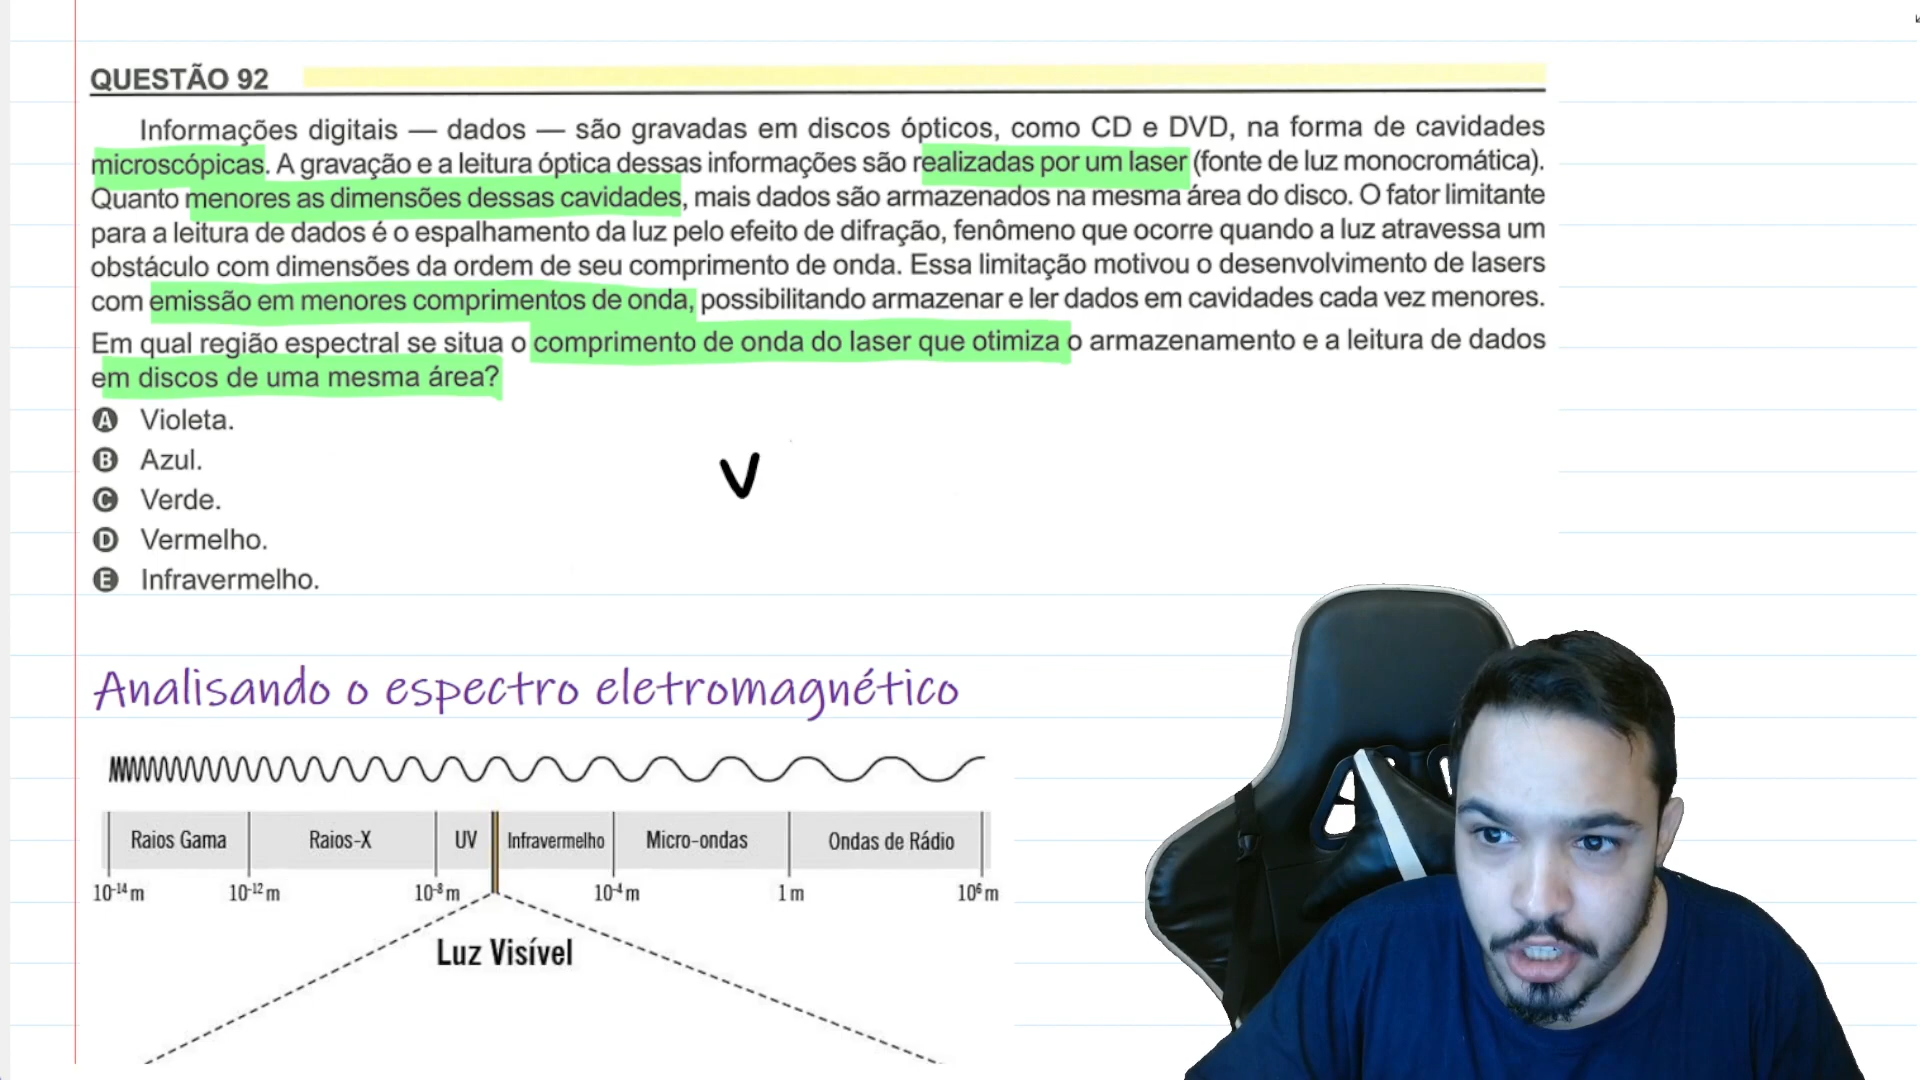 QUESTÃO 92
Informações digitais — dados — são gravadas em discos ópticos, como CD e DVD, na forma de cavidades
microscópicas. A gravação e a leitura óptica dessas informações são realizadas por um laser (fonte de luz monocromática).
Quanto menores as dimensões dessas cavidades, mais dados são armazenados na mesma área do disco. O fator limitante
para a leitura de dados é o espalhamento da luz pelo efeito de difração, fenômeno que ocorre quando a luz atravessa um
obstáculo com dimensões da ordem de seu comprimento de onda. Essa limitação motivou o desenvolvimento de lasers
com emissão em menores comprimentos de onda, possibilitando armazenar e ler dados em cavidades cada vez menores.
Em qual região espectral se situa o comprimento de onda do laser que otimiza o armazenamento e a leitura de dados
em discos de uma mesma área?
A Violeta.
B Azul.
V
C Verde.
D Vermelho.
E Infravermelho.
Analisando o espectro eletromagnético
Raios Gama Raios-X UV Infravermelho Micro-ondas Ondas de Rádio
10⁻¹⁴ m 10⁻¹² m 10⁻⁸ m 10⁻⁴ m 1 m 10⁶ m
Luz Visível